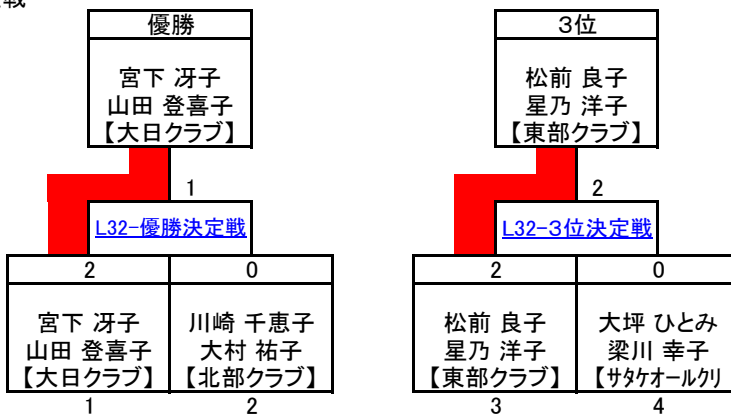 優勝
宮下 冴子
山田 登喜子
【大日クラブ】
1
L32-優勝決定戦
2 0
宮下 冴子
山田 登喜子
【大日クラブ】
川崎 千恵子
大村 祐子
【北部クラブ】
1 2
3位
松前 良子
星乃 洋子
【東部クラブ】
2
L32-3位決定戦
2 0
松前 良子
星乃 洋子
【東部クラブ】
大坪 ひとみ
梁川 幸子
【サタケオールクリ
3 4